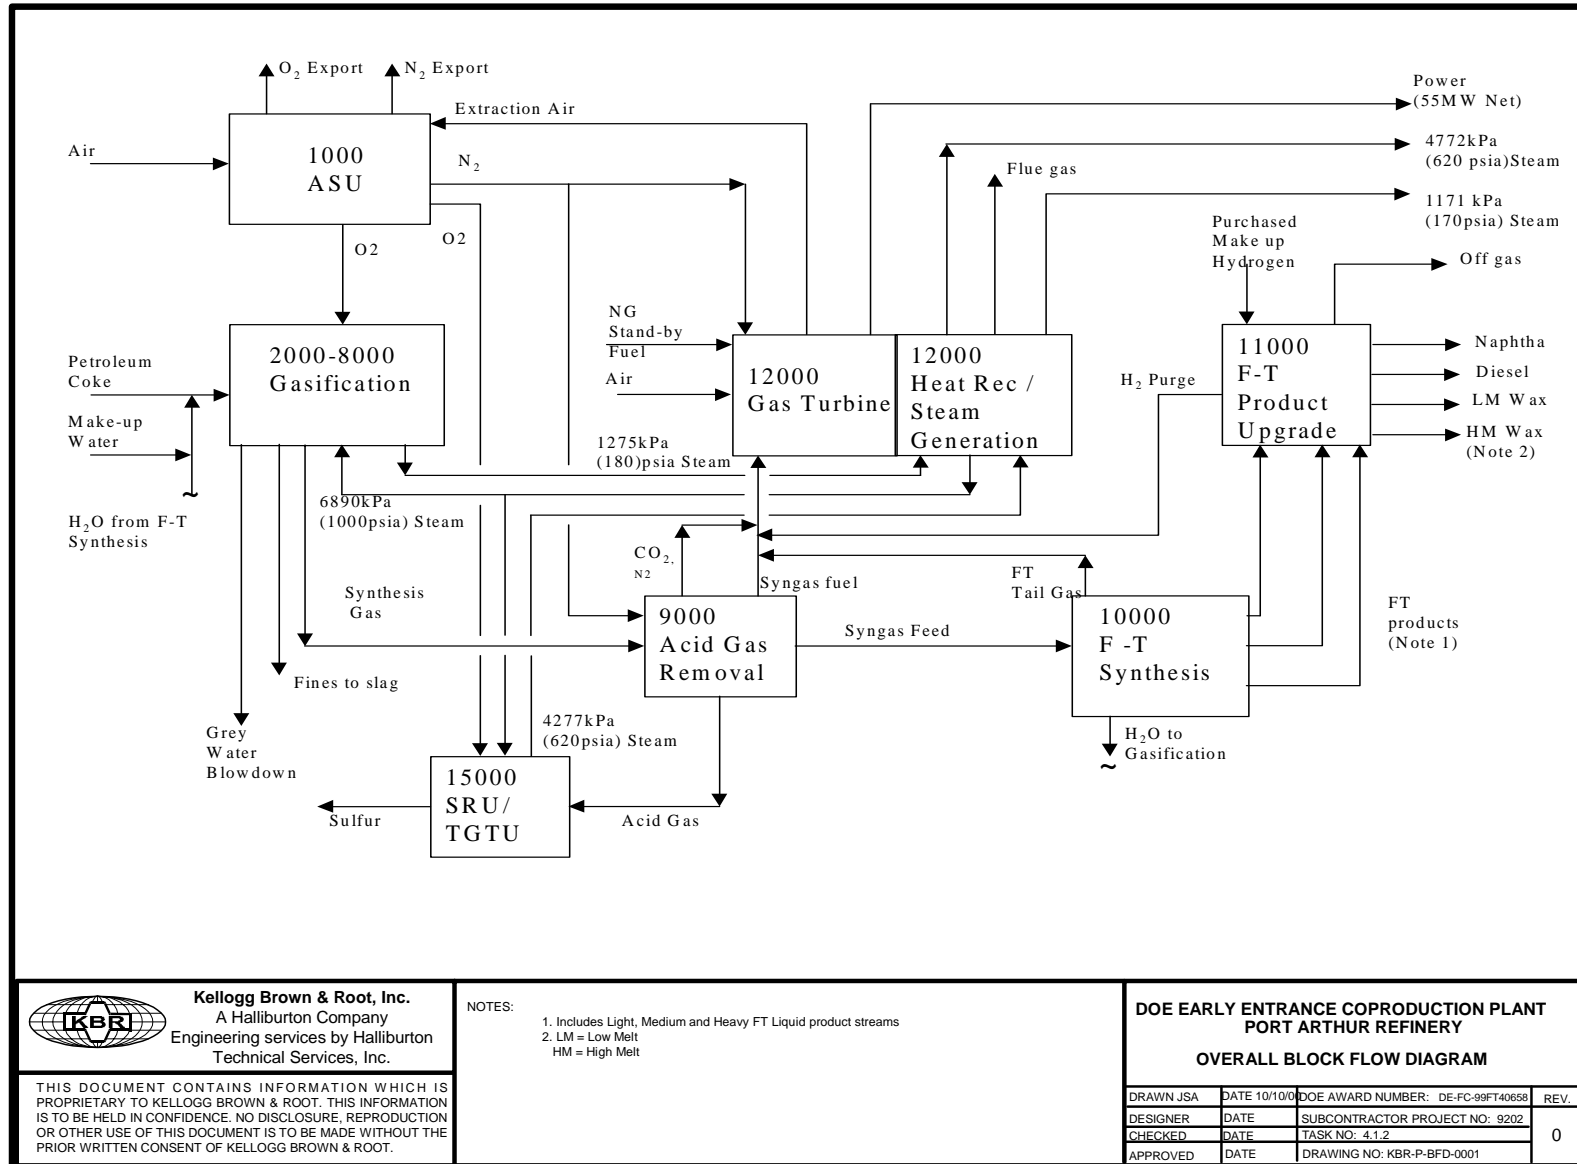 O2 Export
N2 Export
Extraction Air
Power
(55MW Net)
Air
1000
ASU
N2
4772kPa
(620 psia)Steam
Flue gas
1171 kPa
(170psia) Steam
O2
O2
Purchased
Make up
Hydrogen
Off gas
NG
Stand-by
Fuel
Air
Petroleum
Coke
Make-up
Water
2000-8000
Gasification
12000
Gas Turbine
12000
Heat Rec /
Steam
Generation
H2 Purge
11000
F-T
Product
Upgrade
Naphtha
Diesel
LM Wax
HM Wax
(Note 2)
1275kPa
(180)psia Steam
~
6890kPa
(1000psia) Steam
H2O from F-T
Synthesis
CO2,
N2
Syngas fuel
FT
Tail Gas
Synthesis
Gas
9000
Acid Gas
Removal
Syngas Feed
10000
F -T
Synthesis
FT
products
(Note 1)
Fines to slag
Grey
Water
Blowdown
4277kPa
(620psia) Steam
H2O to
Gasification
~
15000
SRU/
TGTU
Sulfur
Acid Gas
KBR
Kellogg Brown & Root, Inc.
A Halliburton Company
Engineering services by Halliburton
Technical Services, Inc.
THIS DOCUMENT CONTAINS INFORMATION WHICH IS
PROPRIETARY TO KELLOGG BROWN & ROOT. THIS INFORMATION
IS TO BE HELD IN CONFIDENCE. NO DISCLOSURE, REPRODUCTION
OR OTHER USE OF THIS DOCUMENT IS TO BE MADE WITHOUT THE
PRIOR WRITTEN CONSENT OF KELLOGG BROWN & ROOT.
NOTES:
1. Includes Light, Medium and Heavy FT Liquid product streams
2. LM = Low Melt
HM = High Melt
DOE EARLY ENTRANCE COPRODUCTION PLANT
PORT ARTHUR REFINERY
OVERALL BLOCK FLOW DIAGRAM
DRAWN JSA DATE 10/10/00 DOE AWARD NUMBER: DE-FC-99FT40658 REV.
DESIGNER DATE SUBCONTRACTOR PROJECT NO: 9202
CHECKED DATE TASK NO: 4.1.2 0
APPROVED DATE DRAWING NO: KBR-P-BFD-0001